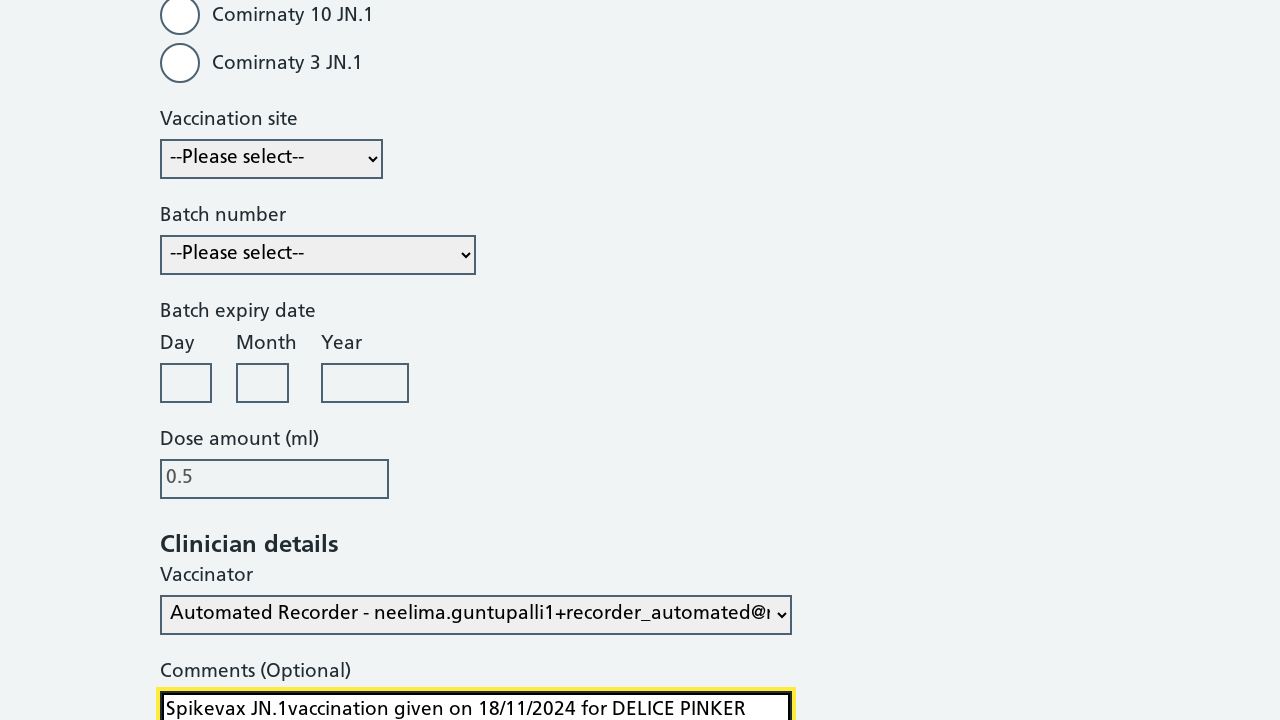 Comirnaty 10 JN.1
Comirnaty 3 JN.1
Vaccination site
--Please select--
Batch number
--Please select--
Batch expiry date
Day Month Year
Dose amount (ml)
0.5
Clinician details
Vaccinator
Automated Recorder - neelima.guntupalli1+recorder_automated@
Comments (Optional)
Spikevax JN.1vaccination given on 18/11/2024 for DELICE PINKER